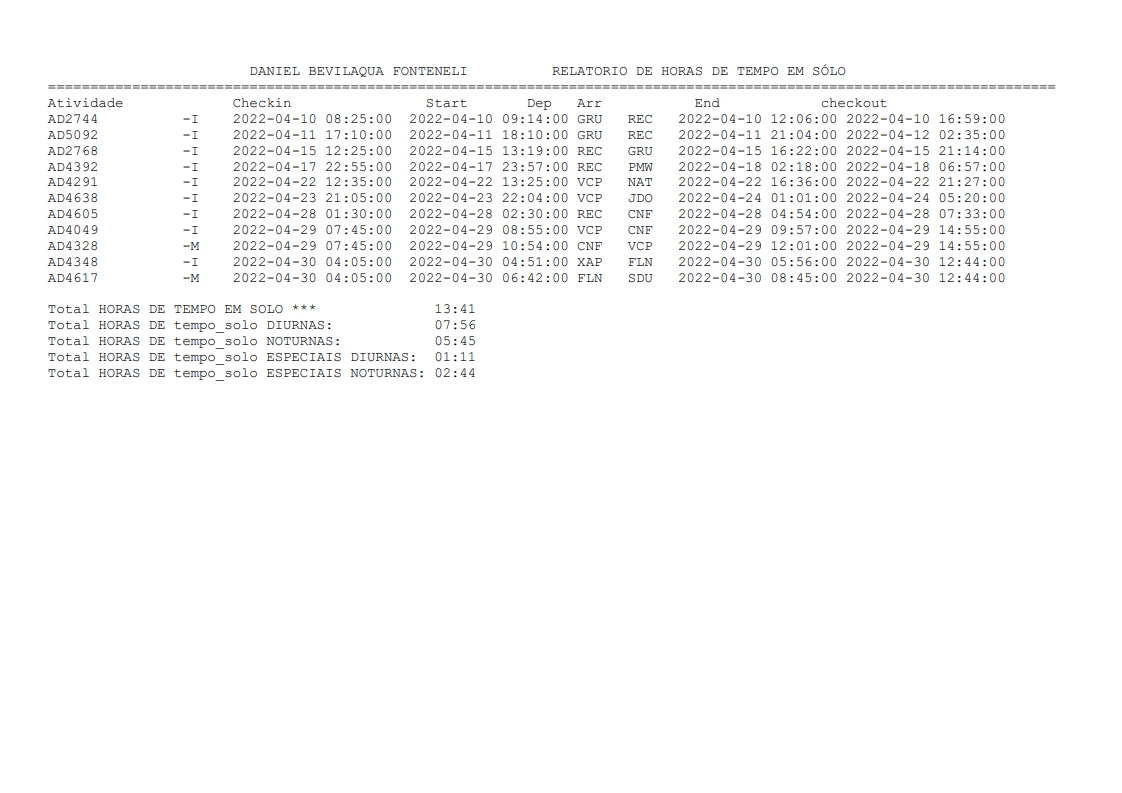 DANIEL BEVILAQUA FONTENELI          RELATORIO DE HORAS DE TEMPO EM SÓLO
========================================================================================================================
Atividade             Checkin                Start       Dep   Arr           End            checkout
AD2744          -I    2022-04-10 08:25:00  2022-04-10 09:14:00 GRU   REC   2022-04-10 12:06:00 2022-04-10 16:59:00
AD5092          -I    2022-04-11 17:10:00  2022-04-11 18:10:00 GRU   REC   2022-04-11 21:04:00 2022-04-12 02:35:00
AD2768          -I    2022-04-15 12:25:00  2022-04-15 13:19:00 REC   GRU   2022-04-15 16:22:00 2022-04-15 21:14:00
AD4392          -I    2022-04-17 22:55:00  2022-04-17 23:57:00 REC   PMW   2022-04-18 02:18:00 2022-04-18 06:57:00
AD4291          -I    2022-04-22 12:35:00  2022-04-22 13:25:00 VCP   NAT   2022-04-22 16:36:00 2022-04-22 21:27:00
AD4638          -I    2022-04-23 21:05:00  2022-04-23 22:04:00 VCP   JDO   2022-04-24 01:01:00 2022-04-24 05:20:00
AD4605          -I    2022-04-28 01:30:00  2022-04-28 02:30:00 REC   CNF   2022-04-28 04:54:00 2022-04-28 07:33:00
AD4049          -I    2022-04-29 07:45:00  2022-04-29 08:55:00 VCP   CNF   2022-04-29 09:57:00 2022-04-29 14:55:00
AD4328          -M    2022-04-29 07:45:00  2022-04-29 10:54:00 CNF   VCP   2022-04-29 12:01:00 2022-04-29 14:55:00
AD4348          -I    2022-04-30 04:05:00  2022-04-30 04:51:00 XAP   FLN   2022-04-30 05:56:00 2022-04-30 12:44:00
AD4617          -M    2022-04-30 04:05:00  2022-04-30 06:42:00 FLN   SDU   2022-04-30 08:45:00 2022-04-30 12:44:00
Total HORAS DE TEMPO EM SOLO ***              13:41
Total HORAS DE tempo_solo DIURNAS:            07:56
Total HORAS DE tempo_solo NOTURNAS:           05:45
Total HORAS DE tempo_solo ESPECIAIS DIURNAS:  01:11
Total HORAS DE tempo_solo ESPECIAIS NOTURNAS: 02:44